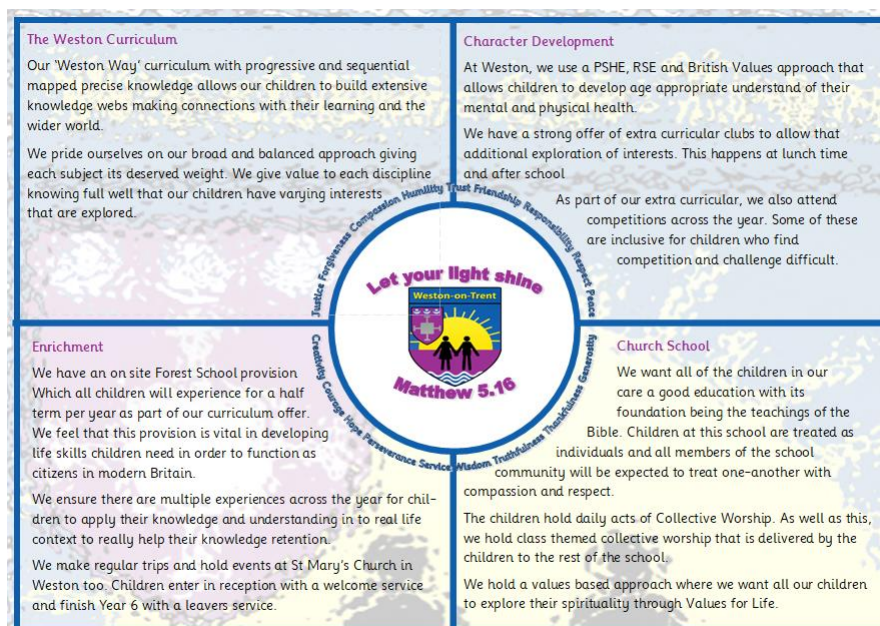 The Weston Curriculum
Our 'Weston Way' curriculum with progressive and sequential
mapped precise knowledge allows our children to build extensive
knowledge webs making connections with their learning and the
wider world.
We pride ourselves on our broad and balanced approach giving
each subject its deserved weight. We give value to each discipline
knowing full well that our children have varying interests
that are explored.
Character Development
At Weston, we use a PSHE, RSE and British Values approach that
allows children to develop age appropriate understand of their
mental and physical health.
We have a strong offer of extra curricular clubs to allow that
additional exploration of interests. This happens at lunch time
and after school
As part of our extra curricular, we also attend
competitions across the year. Some of these
are inclusive for children who find
competition and challenge difficult.
Justice Forgiveness Compassion Humility Trust Friendship Responsibility Respect Peace
Let your light shine
Weston-on-Trent
Matthew 5.16
Creativity Courage Hope Perseverance Service Wisdom Truthfulness Thankfulness Generosity
Enrichment
We have an on site Forest School provision
Which all children will experience for a half
term per year as part of our curriculum offer.
We feel that this provision is vital in developing
life skills children need in order to function as
citizens in modern Britain.
We ensure there are multiple experiences across the year for chil-
dren to apply their knowledge and understanding in to real life
context to really help their knowledge retention.
We make regular trips and hold events at St Mary's Church in
Weston too. Children enter in reception with a welcome service
and finish Year 6 with a leavers service.
Church School
We want all of the children in our
care a good education with its
foundation being the teachings of the
Bible. Children at this school are treated as
individuals and all members of the school
community will be expected to treat one-another with
compassion and respect.
The children hold daily acts of Collective Worship. As well as this,
we hold class themed collective worship that is delivered by the
children to the rest of the school.
We hold a values based approach where we want all our children
to explore their spirituality through Values for Life.